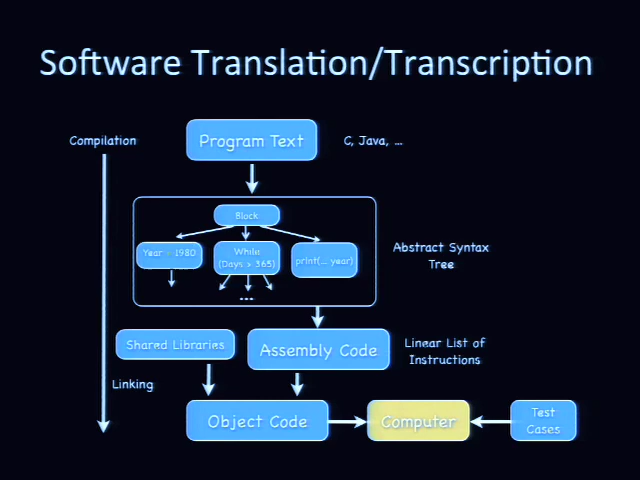 Software Translation/Transcription
Compilation
Program Text
C, Java, ...
Block
Year = 1980
While
(Days > 365)
print(... year)
Abstract Syntax
Tree
...
Shared Libraries
Assembly Code
Linear List of
Instructions
Linking
Object Code
Computer
Test
Cases